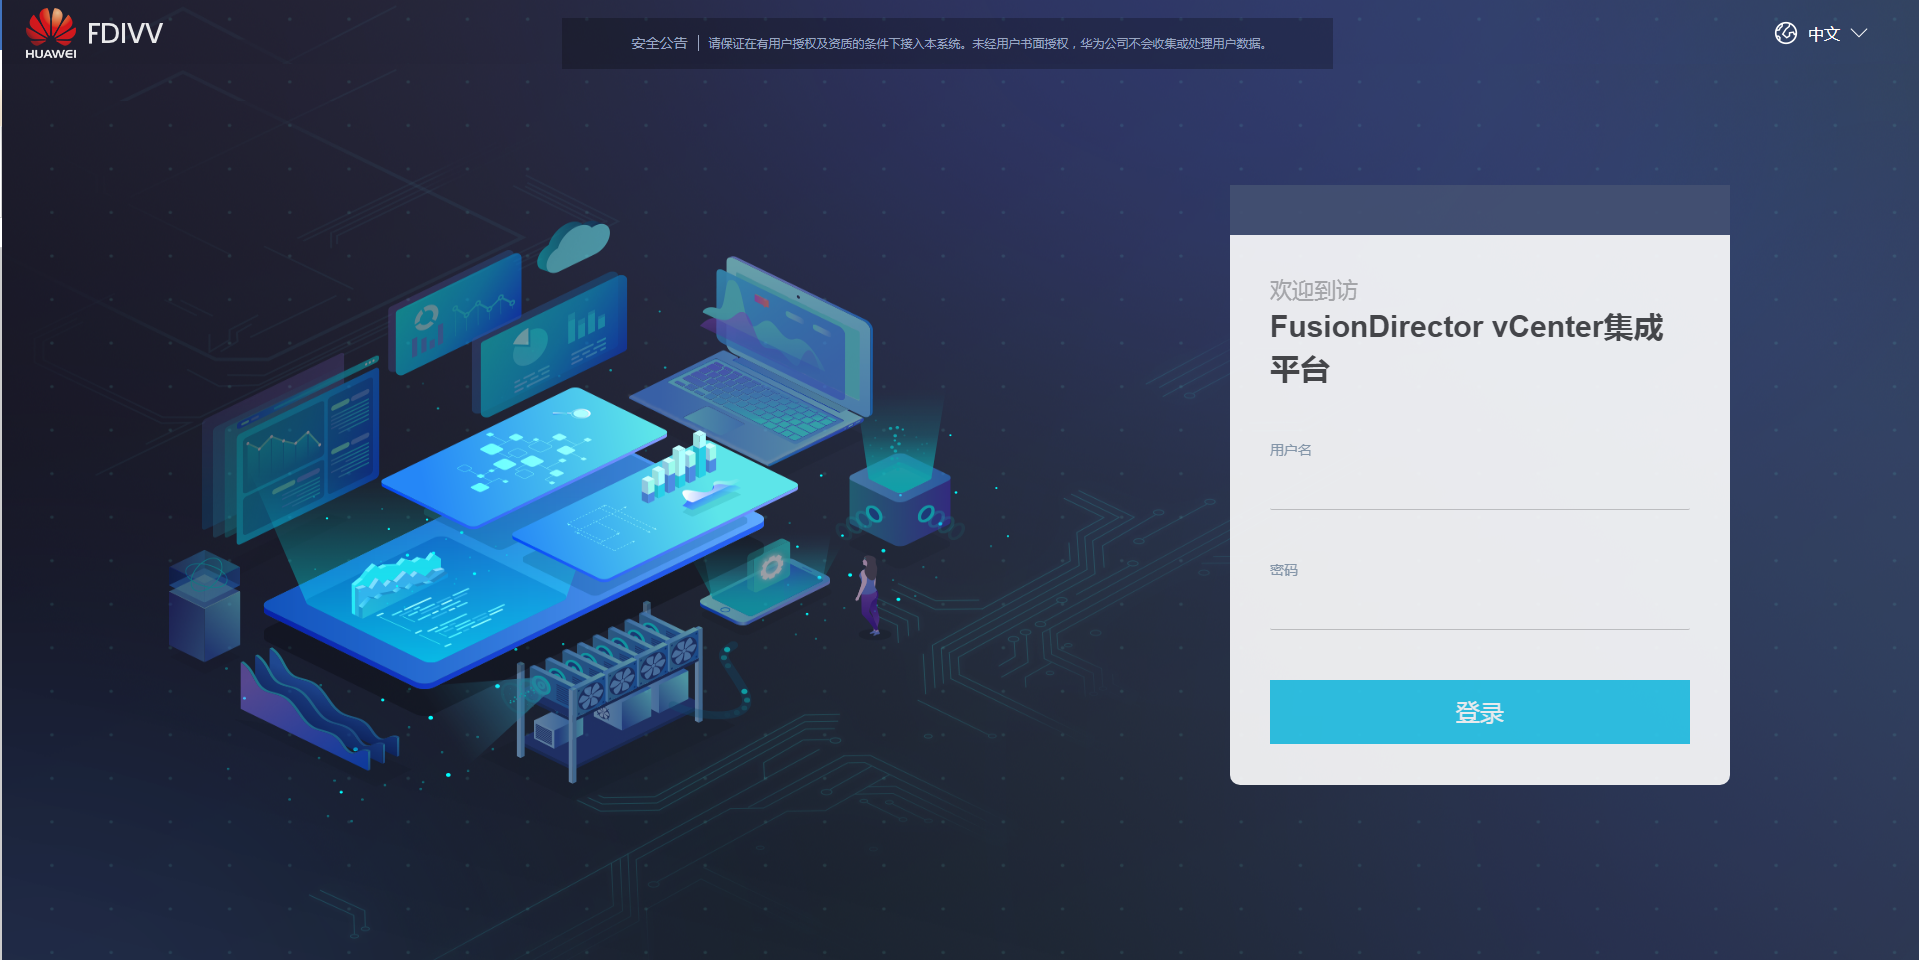 HUAWEI
FDIVV
安全公告 | 请保证在有用户授权及资质的条件下接入本系统。未经用户书面授权，华为公司不会收集或处理用户数据。
中文
欢迎到访
FusionDirector vCenter集成
平台
用户名
密码
登录